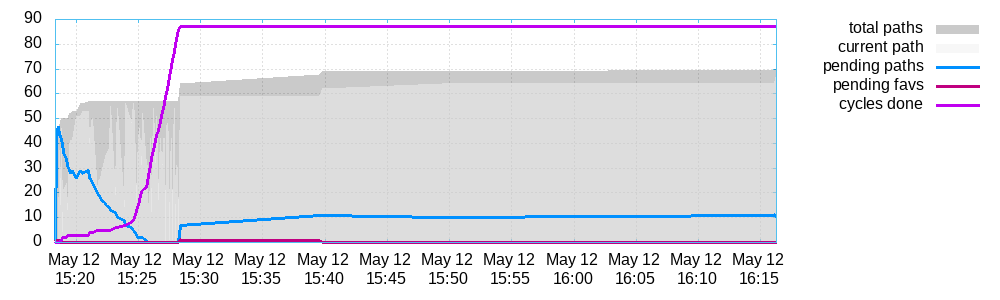 90
80
70
60
50
40
30
20
10
0
May 12 May 12 May 12 May 12 May 12 May 12 May 12 May 12 May 12 May 12 May 12 May 12
15:20 15:25 15:30 15:35 15:40 15:45 15:50 15:55 16:00 16:05 16:10 16:15
total paths
current path
pending paths
pending favs
cycles done